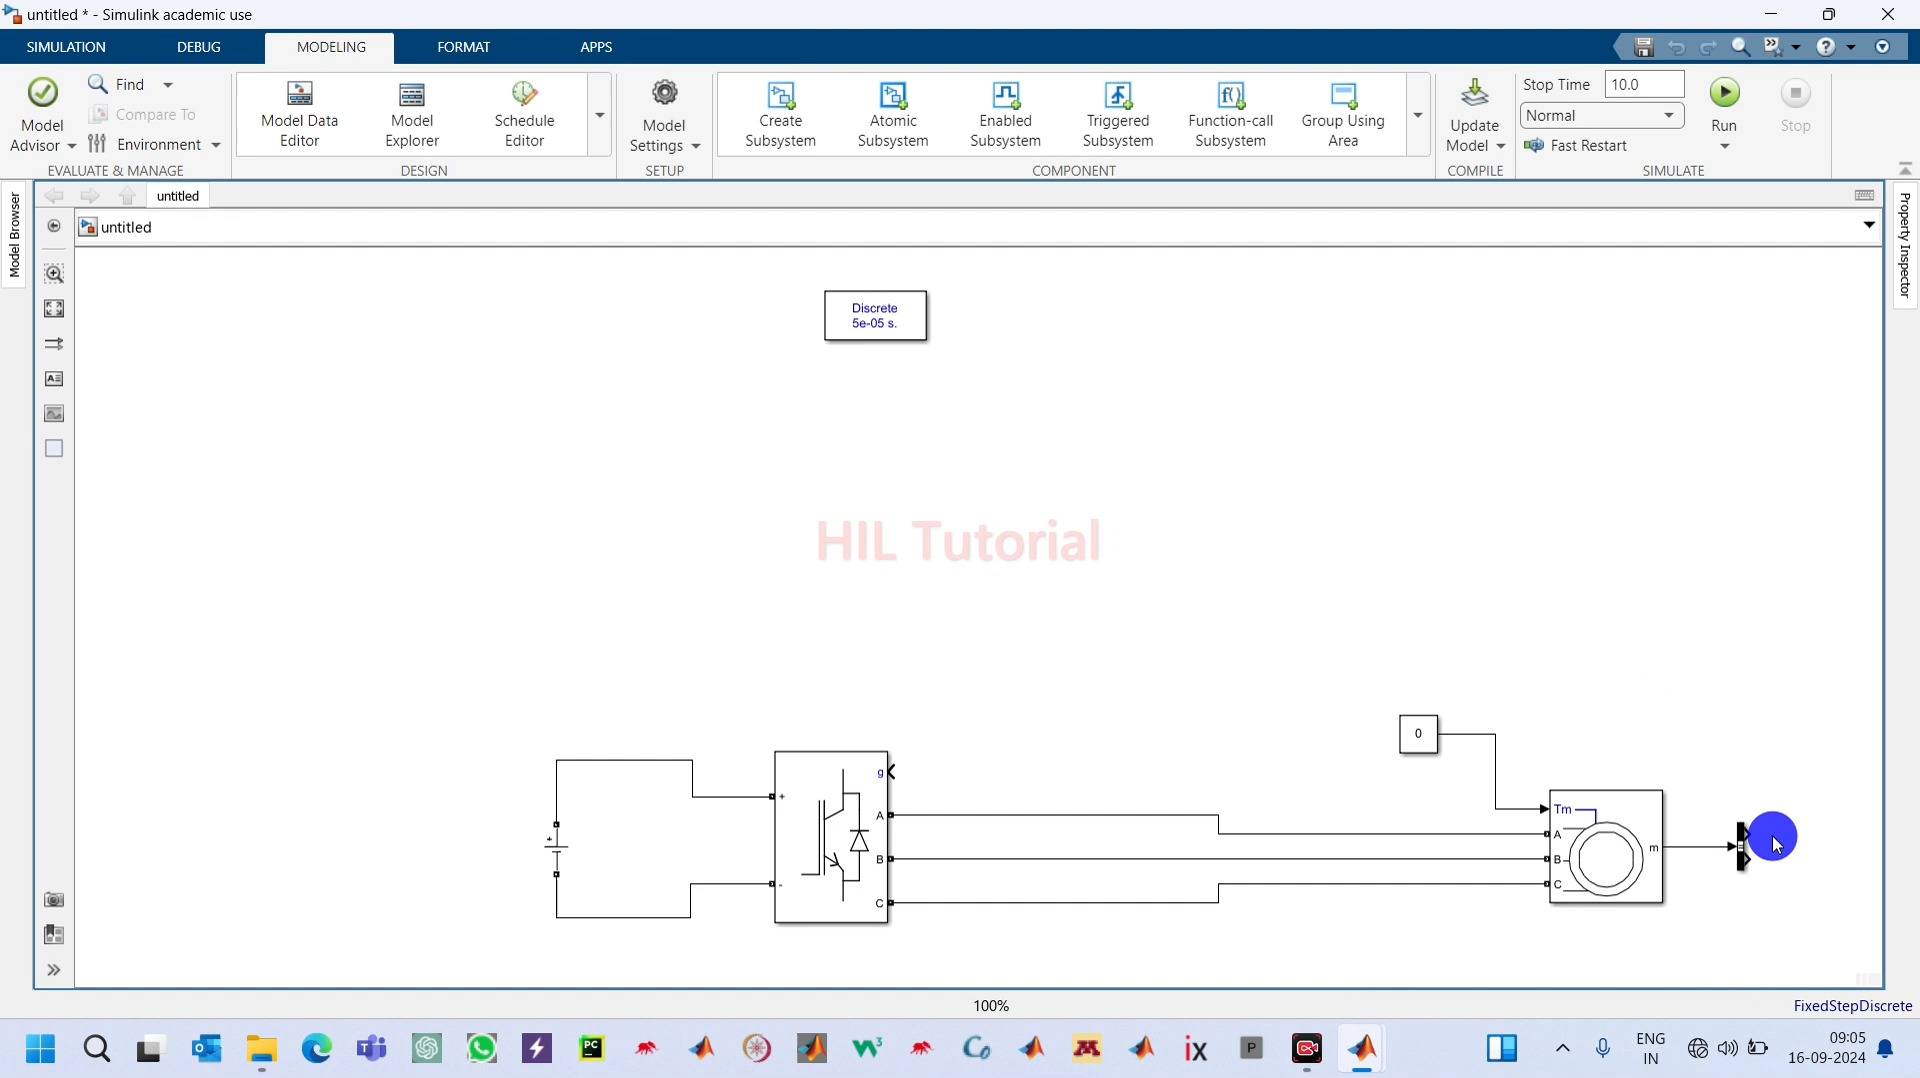 untitled * - Simulink academic use
SIMULATION DEBUG MODELING FORMAT APPS
Model Advisor
Find
Compare To
Environment
EVALUATE & MANAGE
Model Data Editor
Model Explorer
Schedule Editor
DESIGN
Model Settings
SETUP
Create Subsystem
Atomic Subsystem
Enabled Subsystem
Triggered Subsystem
Function-call Subsystem
Group Using Area
COMPONENT
Update Model
COMPILE
Stop Time 10.0
Normal
Fast Restart
Run
Stop
SIMULATE
Model Browser
untitled
untitled
Property Inspector
Discrete
5e-05 s.
HIL Tutorial
0
+
+
-
g
A
B
C
Tm
A
B
C
m
100%
FixedStepDiscrete
ENG
IN
09:05
16-09-2024